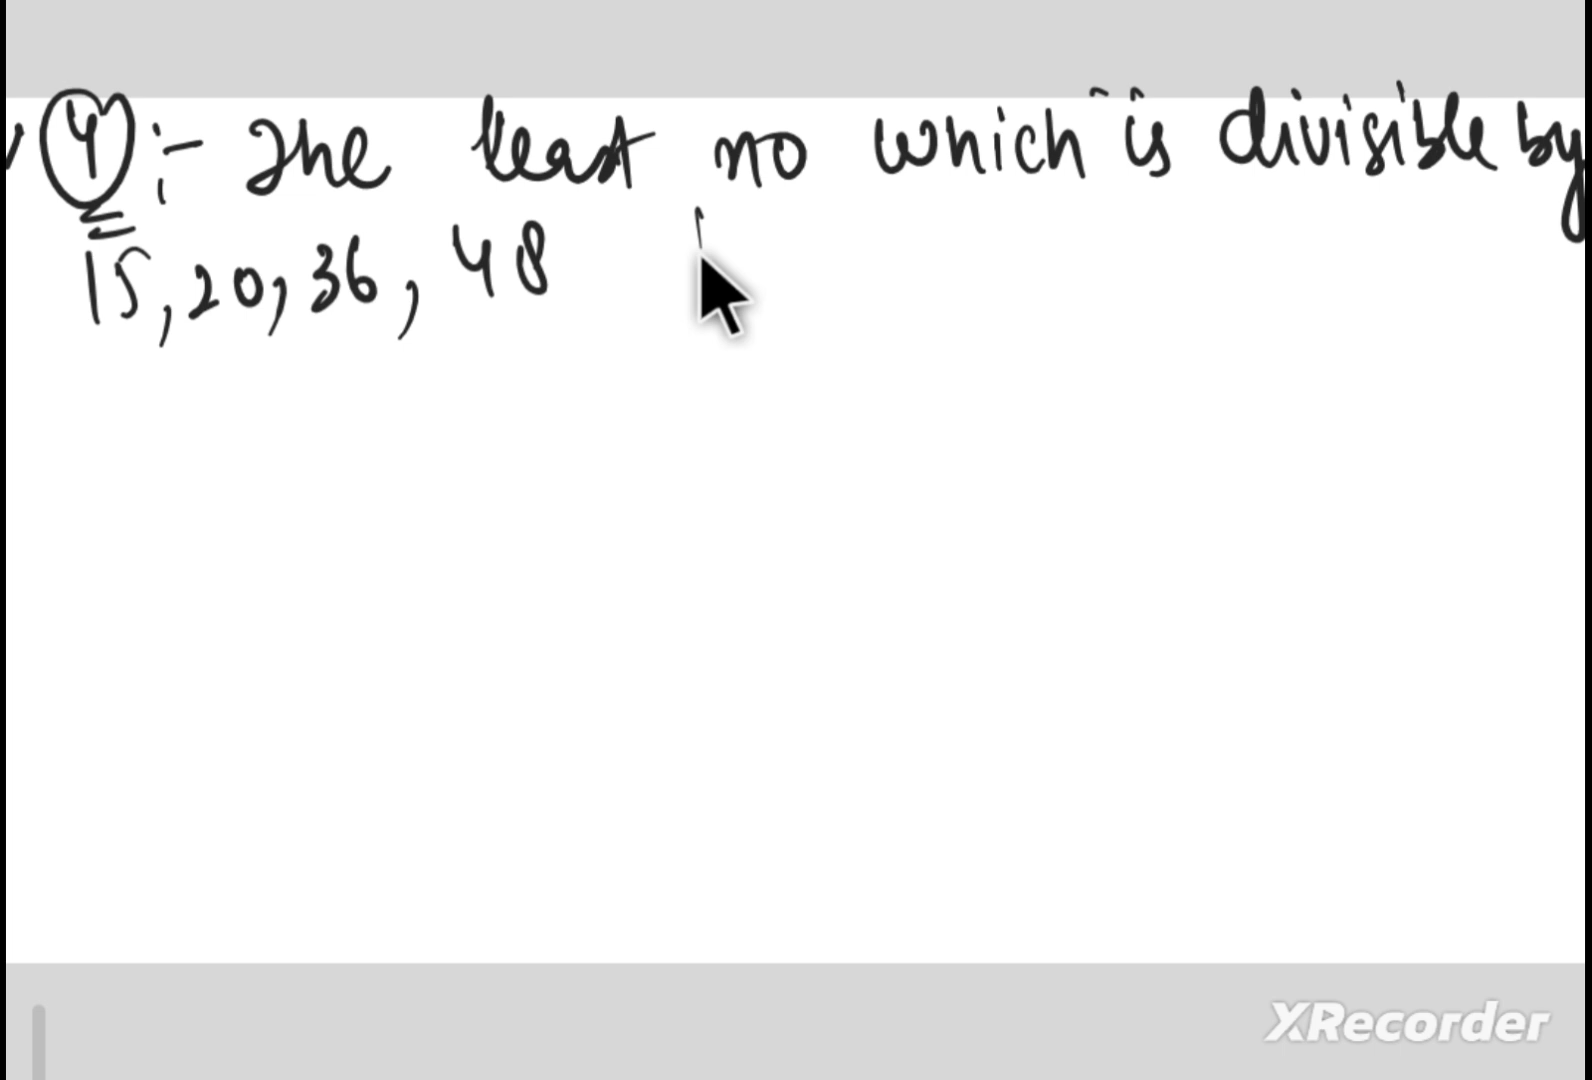 ④:- The least no which is divisible by
15, 20, 36, 48
XRecorder